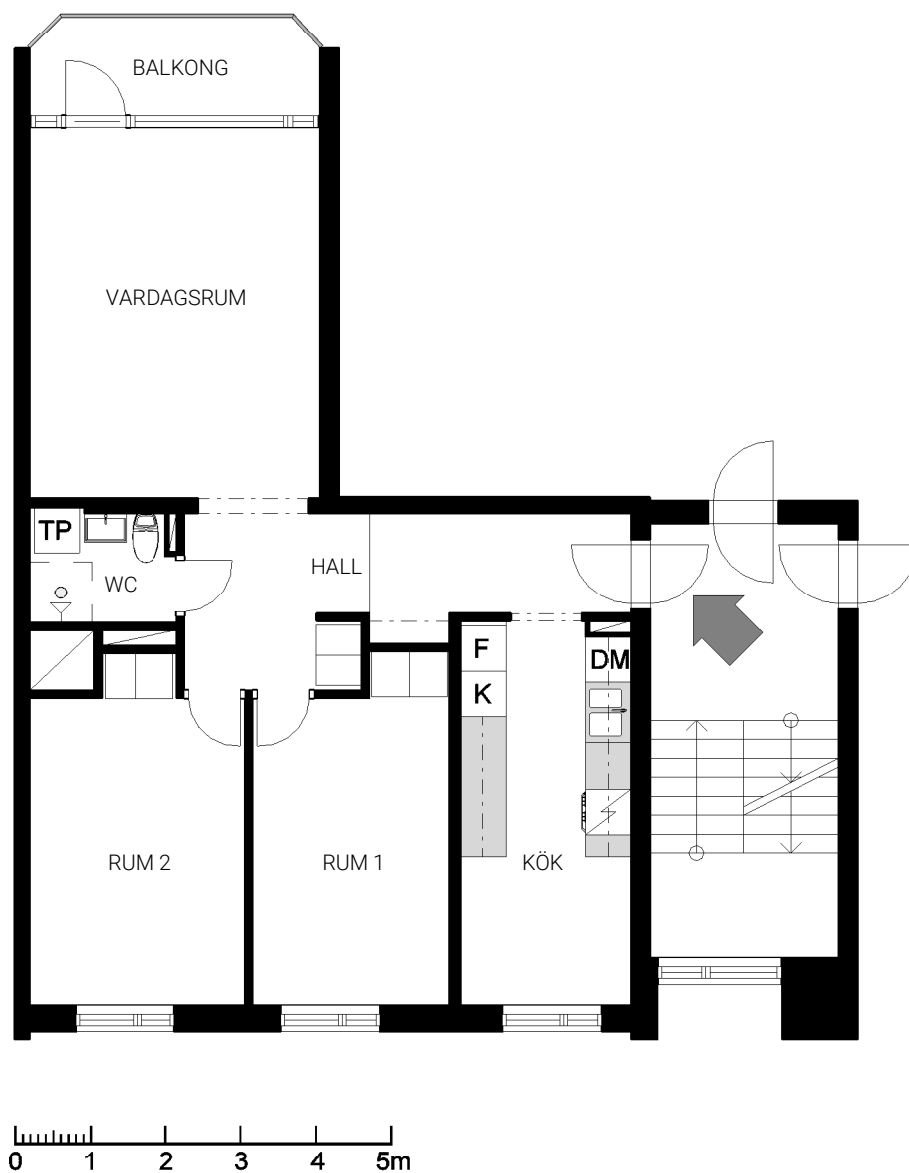 BALKONG
VARDAGSRUM
TP
WC
HALL
F
K
DM
RUM 2
RUM 1
KÖK
0 1 2 3 4 5m